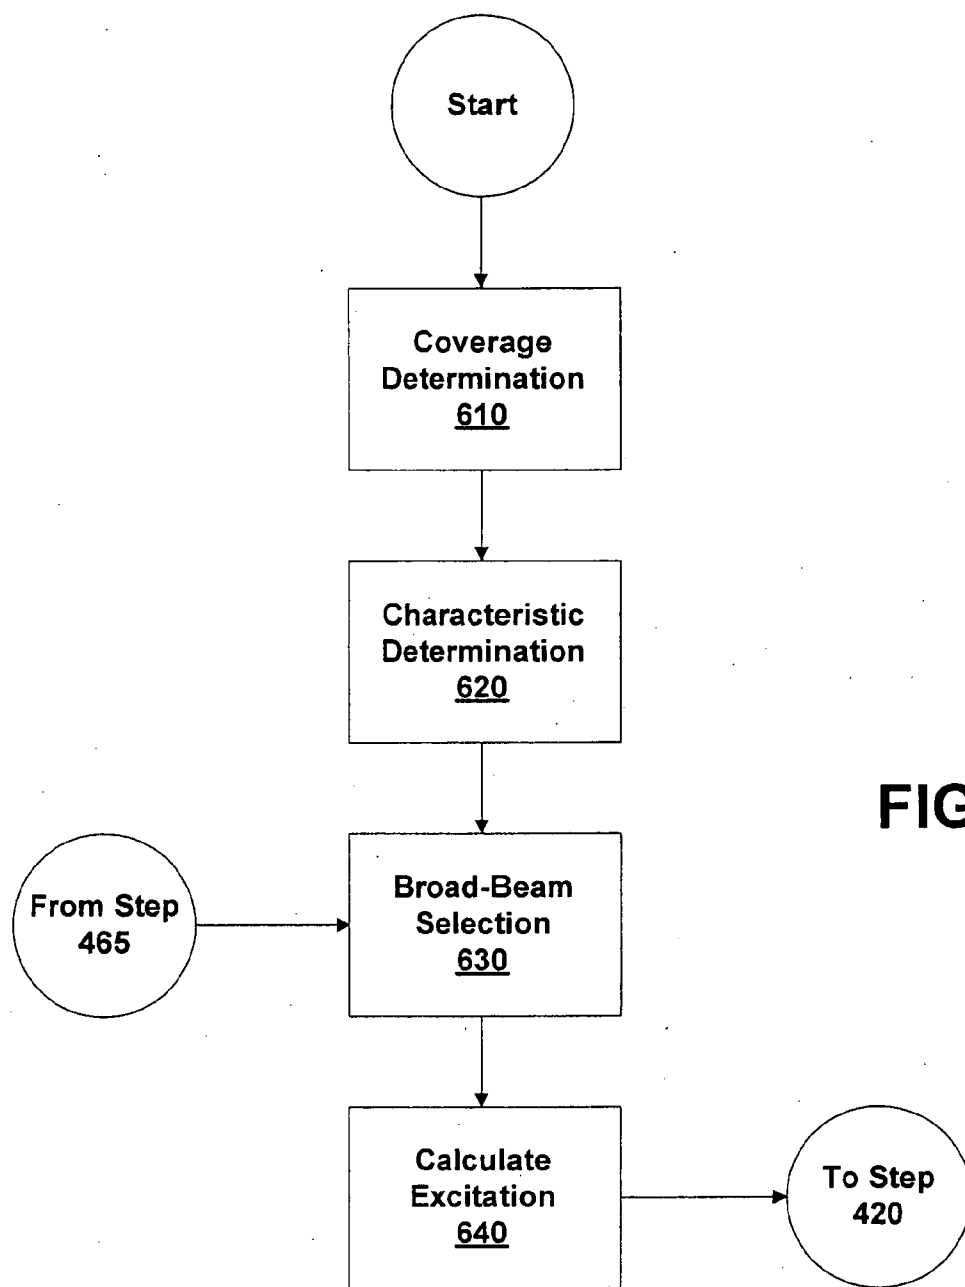 Start
Coverage
Determination
610
Characteristic
Determination
620
FIG
From Step
465
Broad-Beam
Selection
630
Calculate
Excitation
640
To Step
420